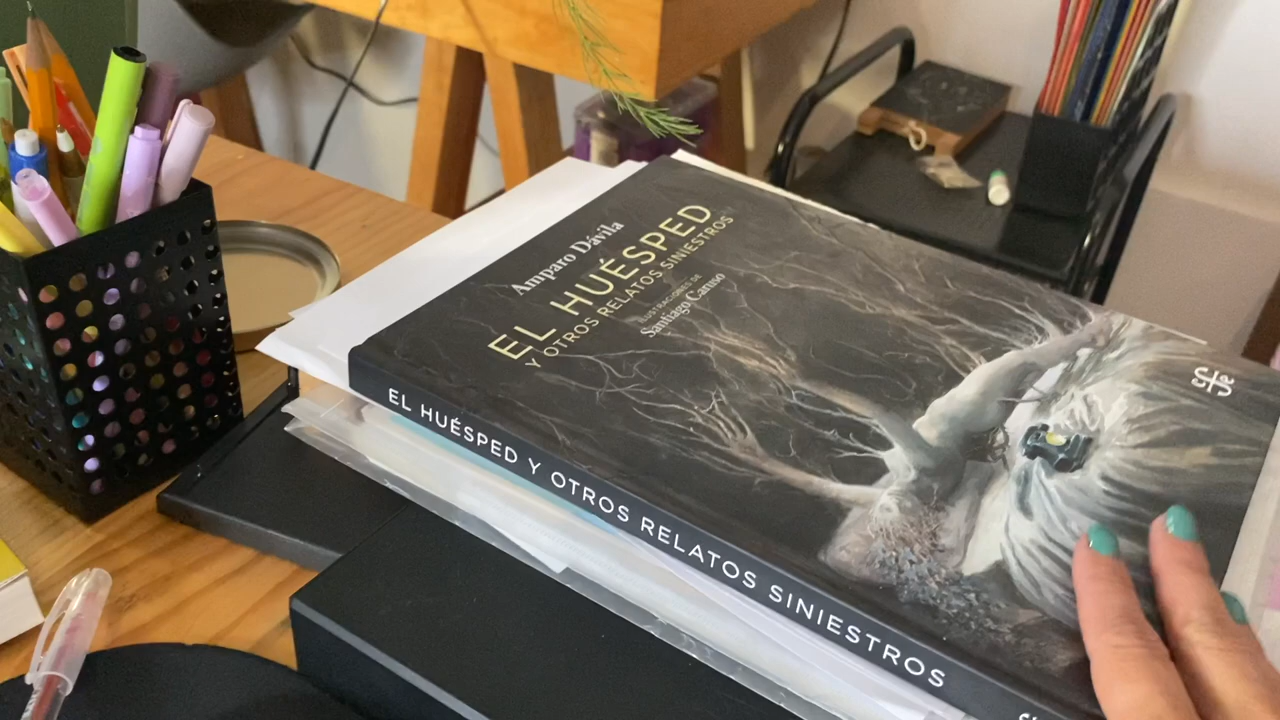 Amparo Dávila
EL HUÉSPED
Y OTROS RELATOS SINIESTROS
ILUSTRACIONES DE
Santiago Caruso
EL HUÉSPED Y OTROS RELATOS SINIESTROS